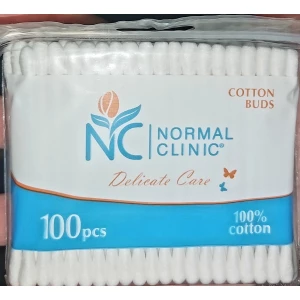 COTTON
BUDS
NC NORMAL
CLINIC®
Delicate Care
100pcs
100%
cotton